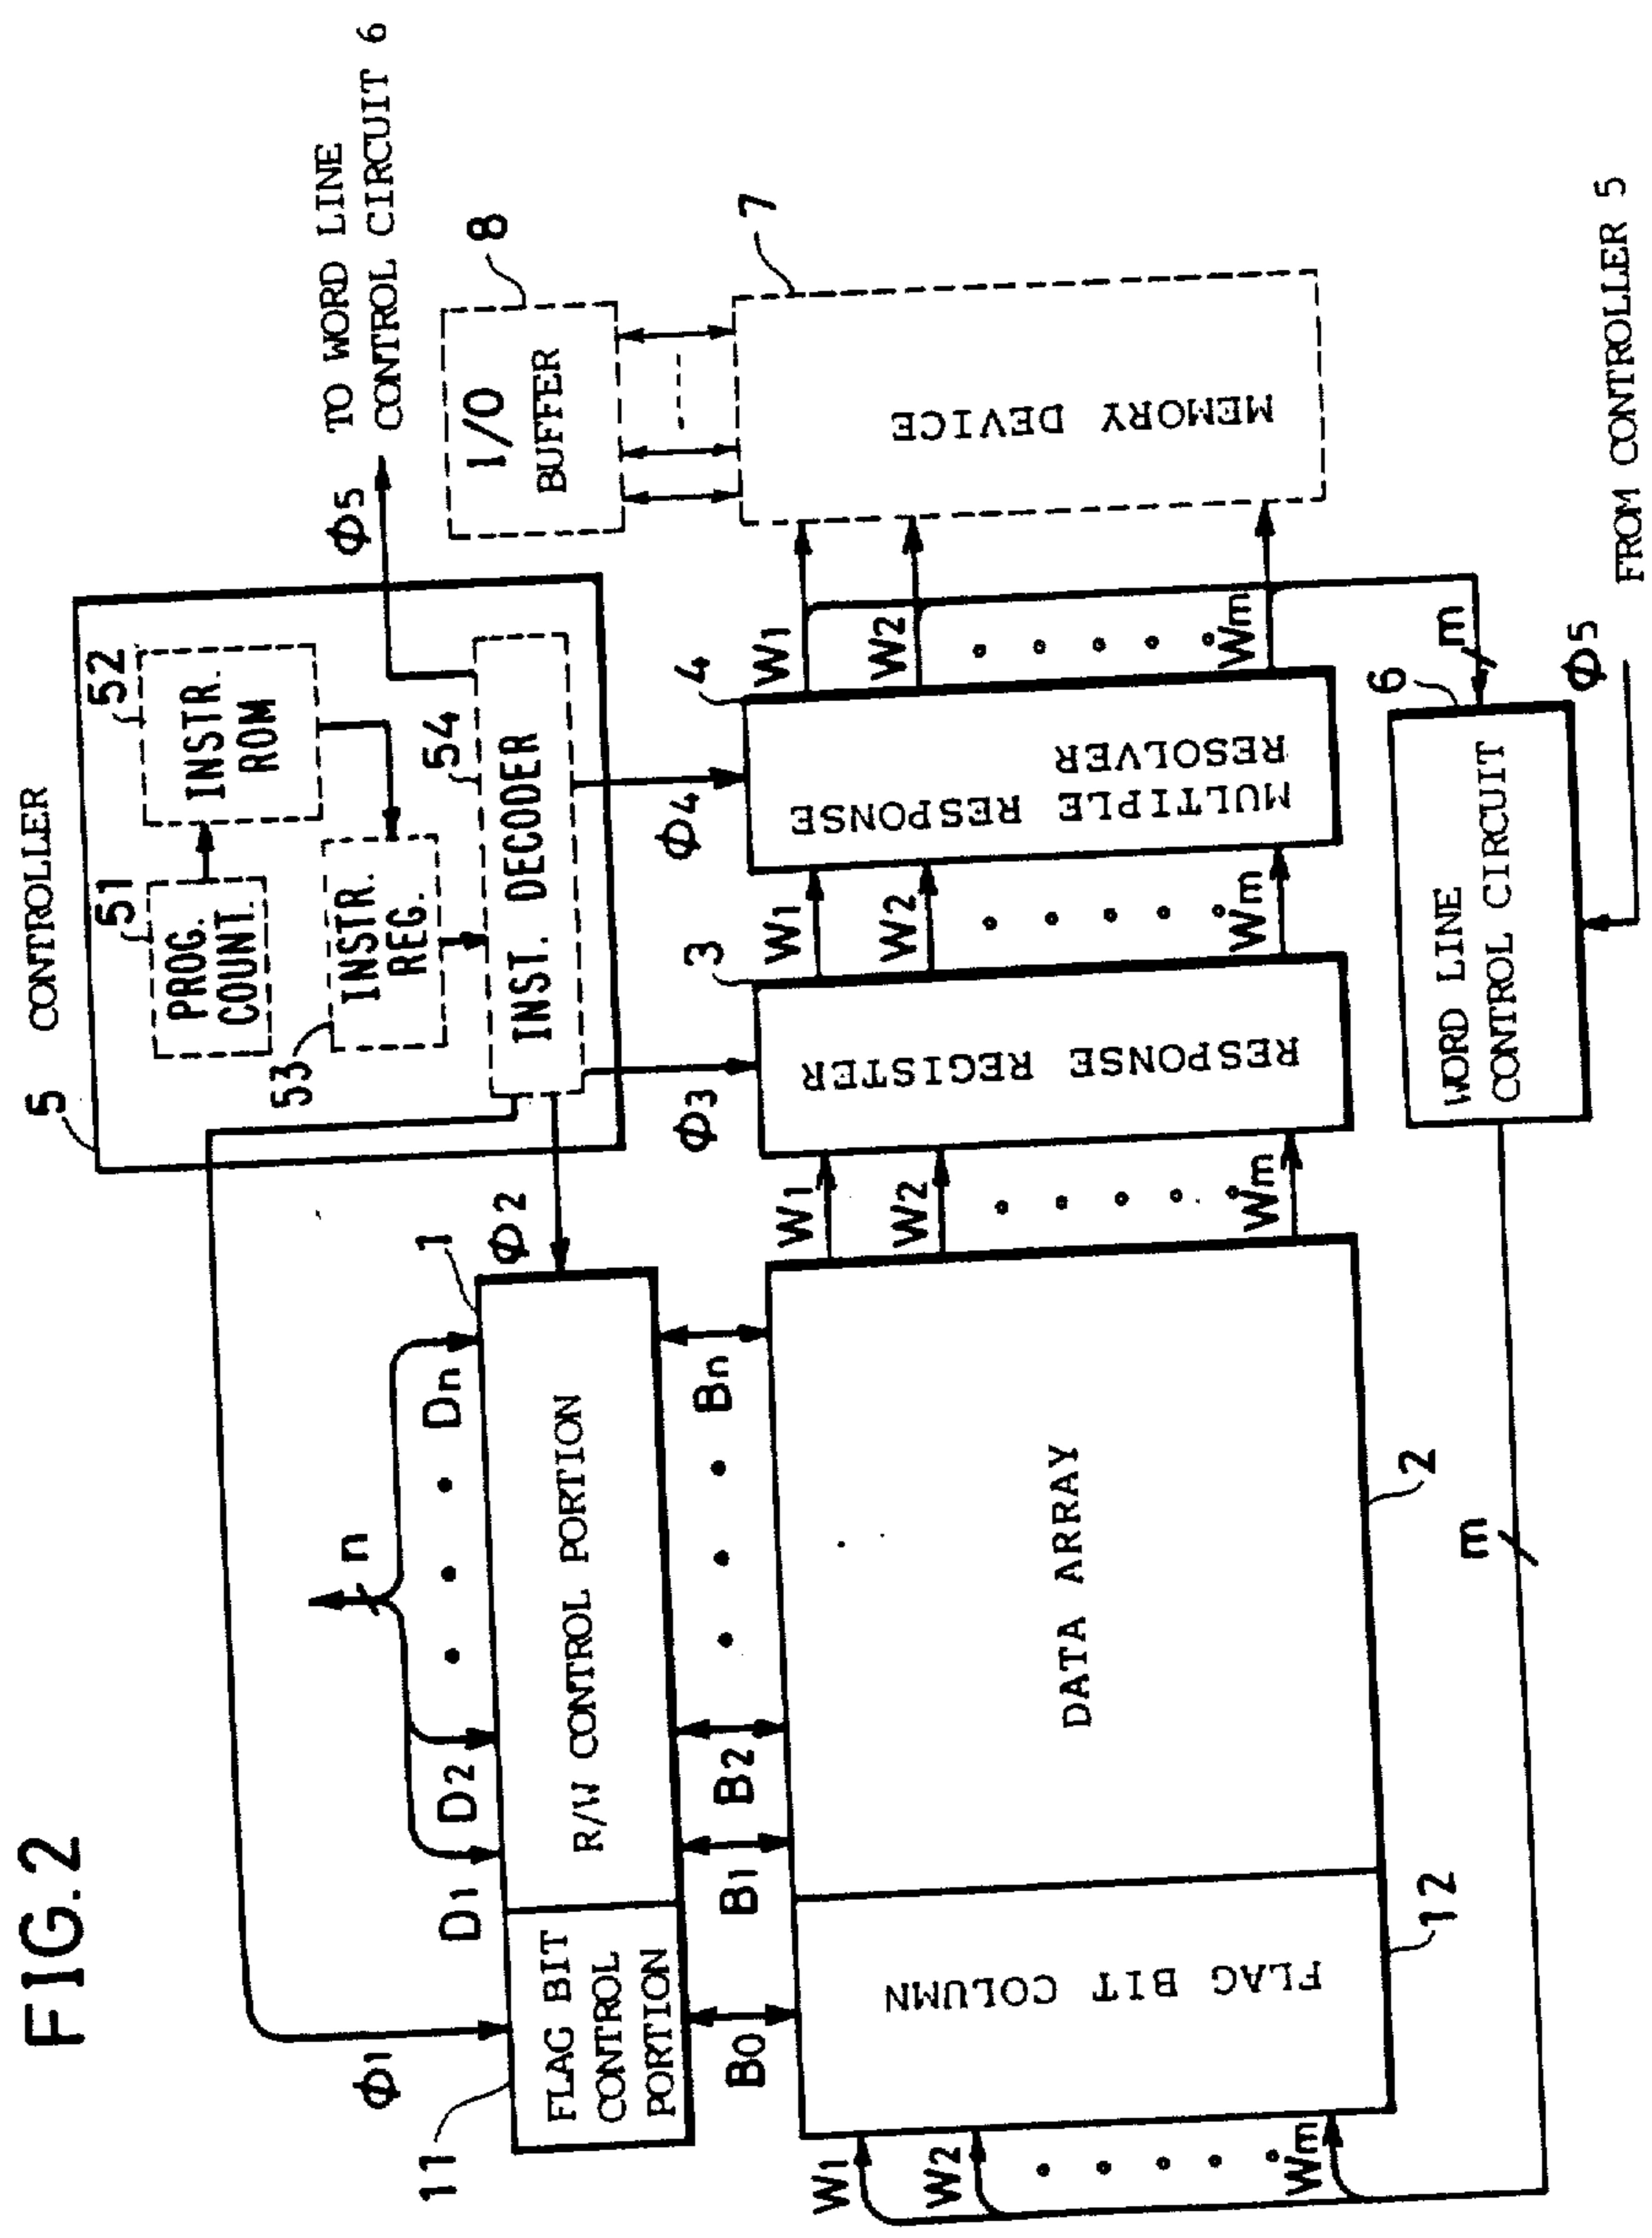 FIG.2
5 CONTROLLER
51
PROG.
COUNT.
52
INSTR.
ROM
53
INSTR.
REG.
54
INST. DECODER
Φ5
TO WORD LINE
CONTROL CIRCUIT 6
Φ1
Φ2
Φ3
Φ4
n
D1
D2
Dn
11
FLAG BIT
CONTROL
PORTION
1
R/W CONTROL PORTION
8
I/O
BUFFER
7
MEMORY DEVICE
B0
B1
B2
Bn
W1
W2
Wm
FLAG BIT COLUMN
12
DATA ARRAY
2
W1
W2
Wm
3
RESPONSE REGISTER
W1
W2
Wm
4
MULTIPLE RESPONSE
RESOLVER
W1
W2
Wm
m
m
6
WORD LINE
CONTROL CIRCUIT
Φ5
FROM CONTROLLER 5